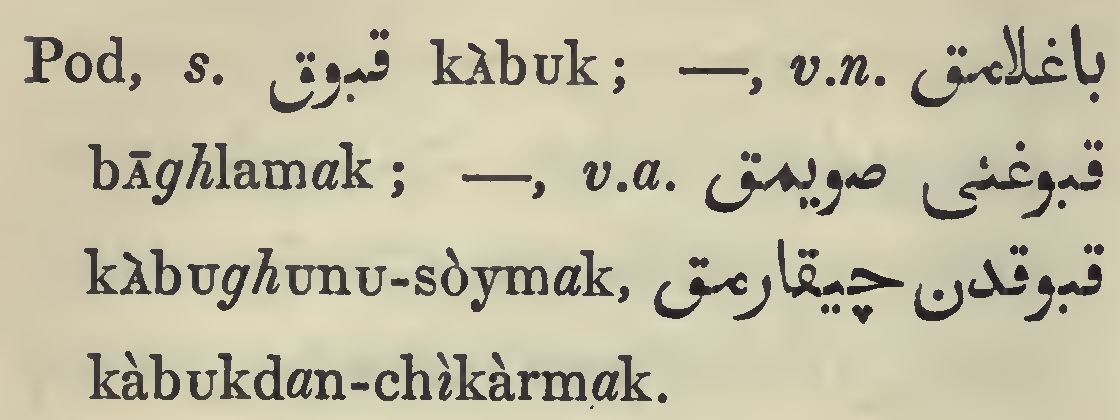 Pod, s. قبوق kàbuk; —, v.n. باغلامق
bāghlamak; —, v.a. قبوغنی صویمق
kàbughunu-sòymak, قبوقدن چیقارمق
kàbukdan-chìkàrmak.